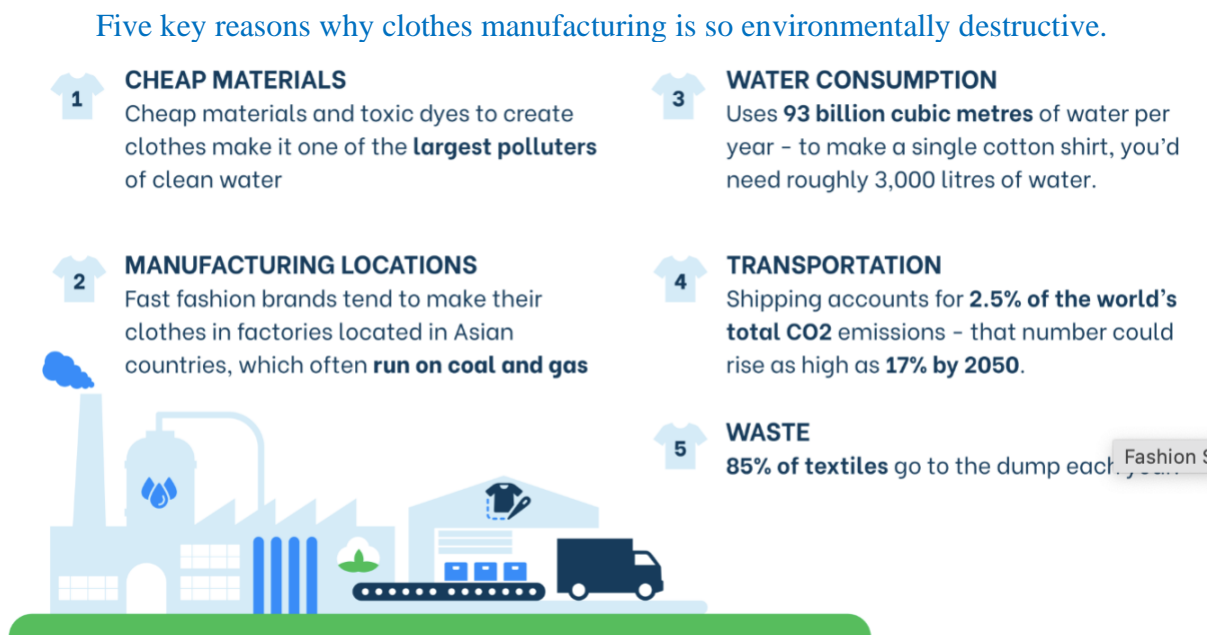 Five key reasons why clothes manufacturing is so environmentally destructive.
1
CHEAP MATERIALS
Cheap materials and toxic dyes to create
clothes make it one of the largest polluters
of clean water
2
MANUFACTURING LOCATIONS
Fast fashion brands tend to make their
clothes in factories located in Asian
countries, which often run on coal and gas
3
WATER CONSUMPTION
Uses 93 billion cubic metres of water per
year - to make a single cotton shirt, you'd
need roughly 3,000 litres of water.
4
TRANSPORTATION
Shipping accounts for 2.5% of the world's
total CO2 emissions - that number could
rise as high as 17% by 2050.
5
WASTE
85% of textiles go to the dump each
Fashion